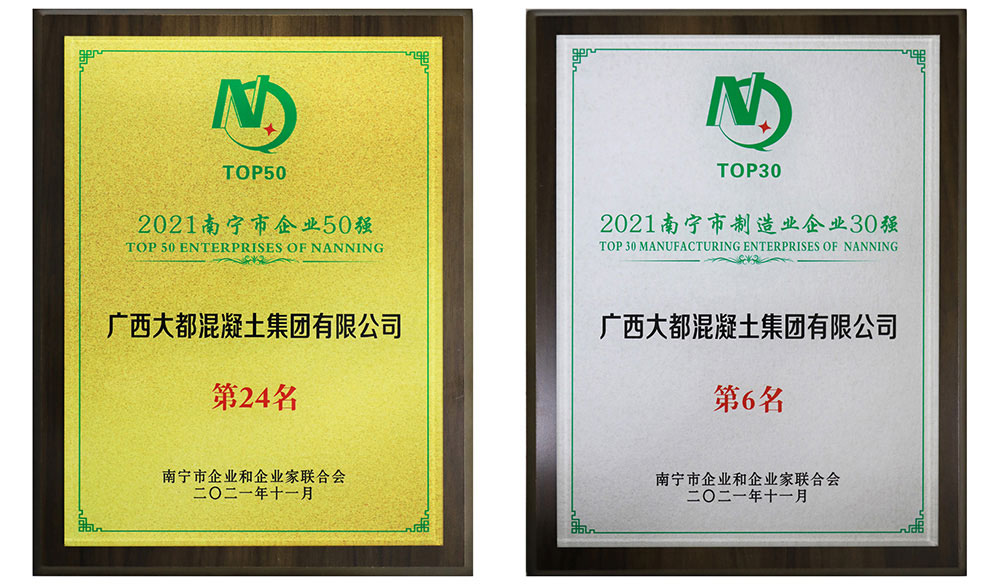 TOP50
2021南宁市企业50强
TOP 50 ENTERPRISES OF NANNING
广西大都混凝土集团有限公司
第24名
南宁市企业和企业家联合会
二〇二一年十一月
TOP30
2021南宁市制造业企业30强
TOP 30 MANUFACTURING ENTERPRISES OF NANNING
广西大都混凝土集团有限公司
第6名
南宁市企业和企业家联合会
二〇二一年十一月